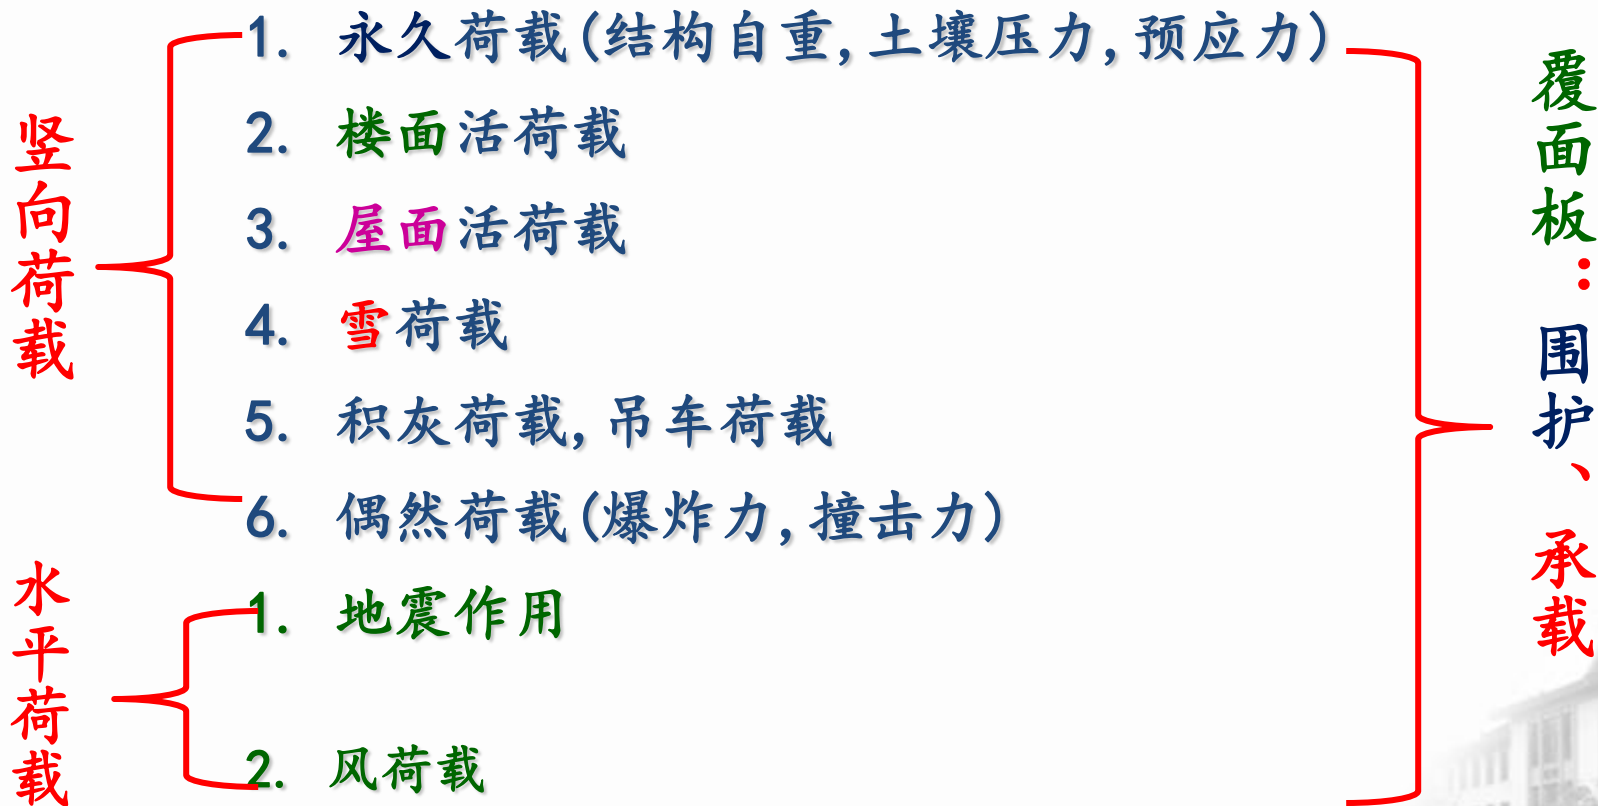 竖向荷载
1. 永久荷载(结构自重,土壤压力,预应力)
2. 楼面活荷载
3. 屋面活荷载
4. 雪荷载
5. 积灰荷载,吊车荷载
6. 偶然荷载(爆炸力,撞击力)
水平荷载
1. 地震作用
2. 风荷载
覆面板：围护、承载